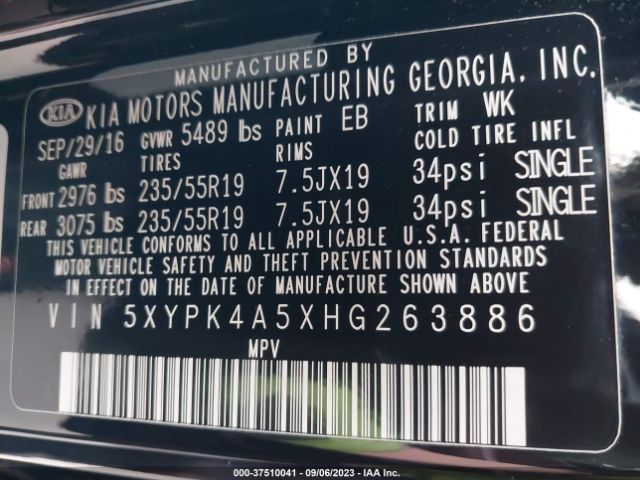 MANUFACTURED BY
KIA KIA MOTORS MANUFACTURING GEORGIA, INC.
SEP/29/16 GVWR 5489 lbs PAINT EB TRIM WK
GAWR TIRES RIMS COLD TIRE INFL
FRONT 2976 lbs 235/55R19 7.5JX19 34psi SINGLE
REAR 3075 lbs 235/55R19 7.5JX19 34psi SINGLE
THIS VEHICLE CONFORMS TO ALL APPLICABLE U.S.A. FEDERAL
MOTOR VEHICLE SAFETY AND THEFT PREVENTION STANDARDS
IN EFFECT ON THE DATE OF MANUFACTURE SHOWN ABOVE
VIN 5XYPK4A5XHG263886
MPV
000-37510041 - 09/06/2023 - IAA Inc.